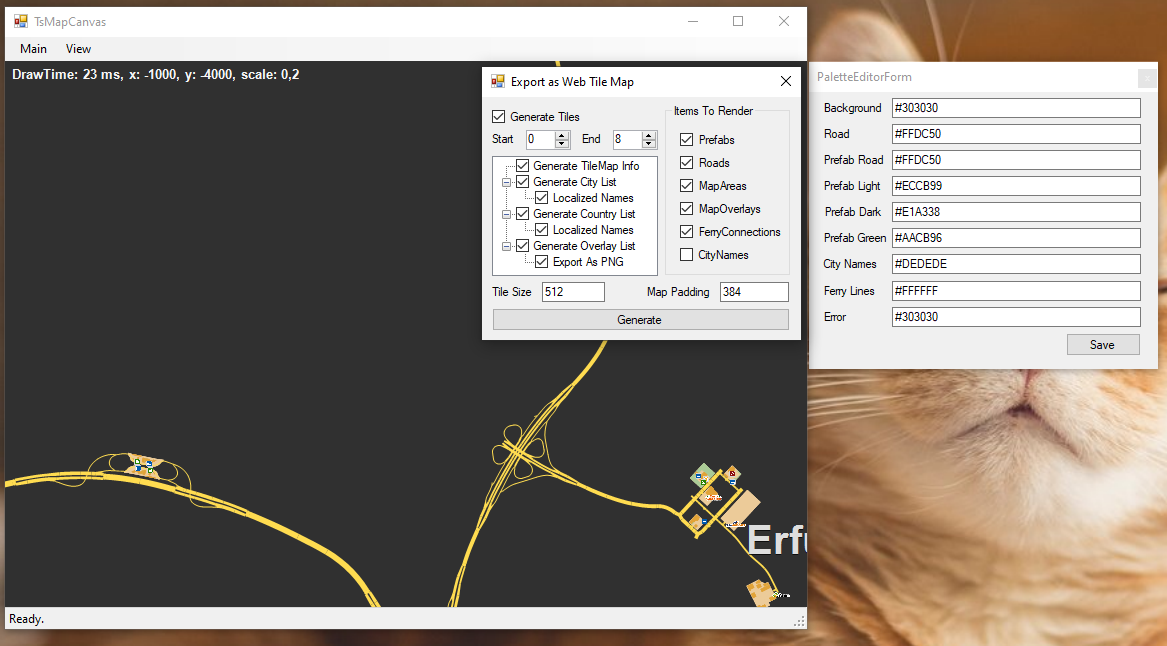 TsMapCanvas
Main View
DrawTime: 23 ms, x: -1000, y: -4000, scale: 0,2
Export as Web Tile Map
Generate Tiles
Start 0 End 8
Generate TileMap Info
Generate City List
Localized Names
Generate Country List
Localized Names
Generate Overlay List
Export As PNG
Items To Render
Prefabs
Roads
MapAreas
MapOverlays
FerryConnections
CityNames
Tile Size 512 Map Padding 384
Generate
PaletteEditorForm
Background #303030
Road #FFDC50
Prefab Road #FFDC50
Prefab Light #ECCB99
Prefab Dark #E1A338
Prefab Green #AACB96
City Names #DEDEDE
Ferry Lines #FFFFFF
Error #303030
Save
Erfu
Ready.